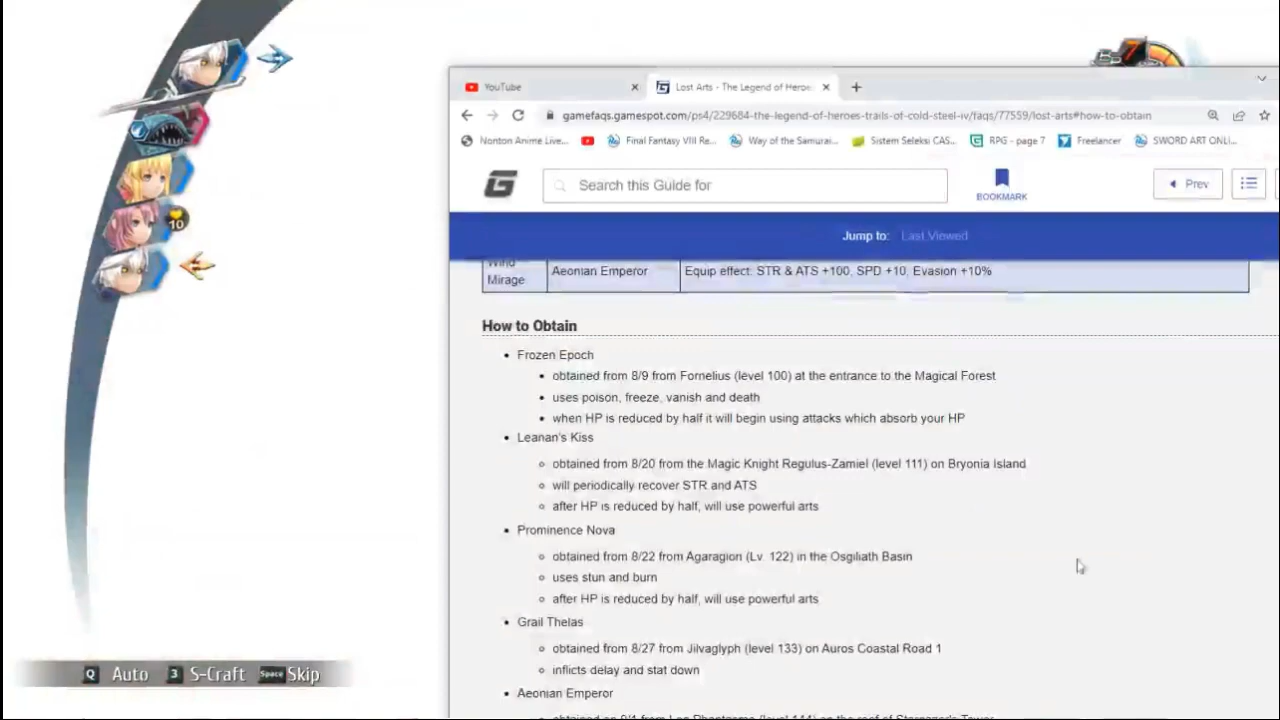 7
10
YouTube
Lost Arts - The Legend of Heroes
gamefaqs.gamespot.com/ps4/229684-the-legend-of-heroes-trails-of-cold-steel-iv/faqs/77559/lost-arts#how-to-obtain
Nonton Anime Live...
Final Fantasy VIII Re...
Way of the Samurai...
Sistem Seleksi CAS...
RPG - page 7
Freelancer
SWORD ART ONLI...
Search this Guide for
BOOKMARK
Prev
Jump to: Last Viewed
Wind Mirage
Aeonian Emperor
Equip effect: STR & ATS +100, SPD +10, Evasion +10%
How to Obtain
Frozen Epoch
obtained from 8/9 from Fornelius (level 100) at the entrance to the Magical Forest
uses poison, freeze, vanish and death
when HP is reduced by half it will begin using attacks which absorb your HP
Leanan's Kiss
obtained from 8/20 from the Magic Knight Regulus-Zamiel (level 111) on Bryonia Island
will periodically recover STR and ATS
after HP is reduced by half, will use powerful arts
Prominence Nova
obtained from 8/22 from Agaragion (Lv. 122) in the Osgiliath Basin
uses stun and burn
after HP is reduced by half, will use powerful arts
Grail Thelas
obtained from 8/27 from Jilvaglyph (level 133) on Auros Coastal Road 1
inflicts delay and stat down
Aeonian Emperor
Q Auto 3 S-Craft Space Skip